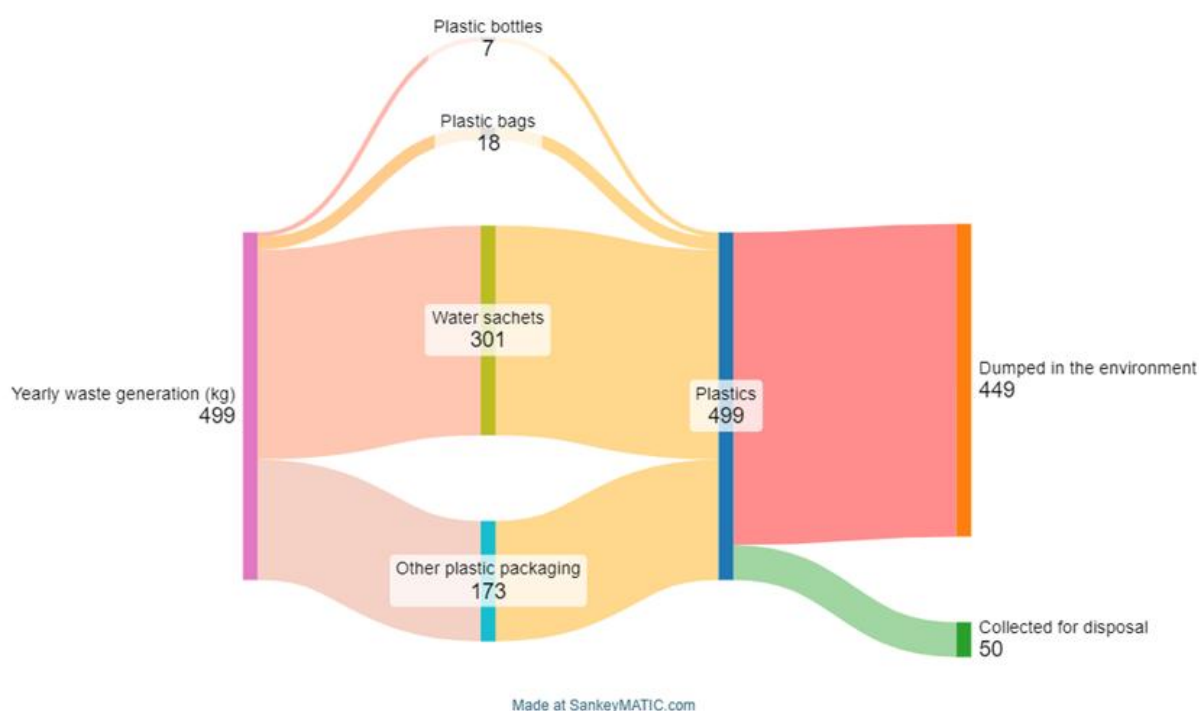 Plastic bottles
7
Plastic bags
18
Water sachets
301
Yearly waste generation (kg)
499
Plastics
499
Dumped in the environment
449
Other plastic packaging
173
Collected for disposal
50
Made at SankeyMATIC.com